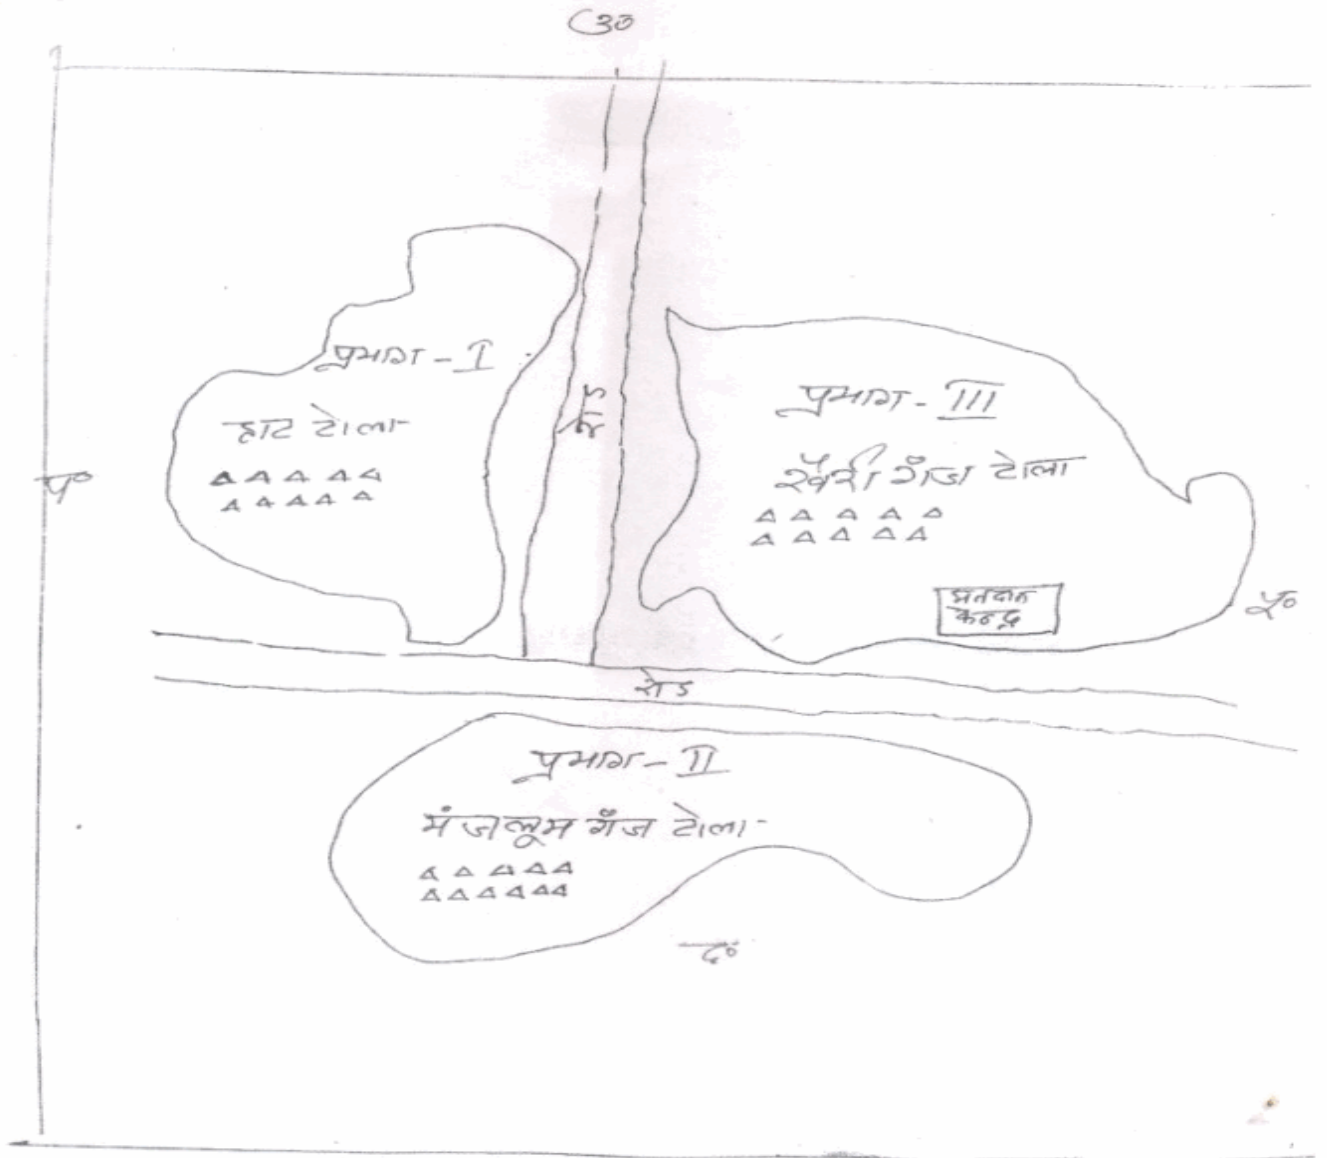 उ०
प्रभाग - I
हाट टोला
प०
रोड
प्रभाग - III
खैरी गँज टोला
मतदान
केन्द्र
पू०
रोड
प्रभाग - II
मंजलूम गँज टोला
द०